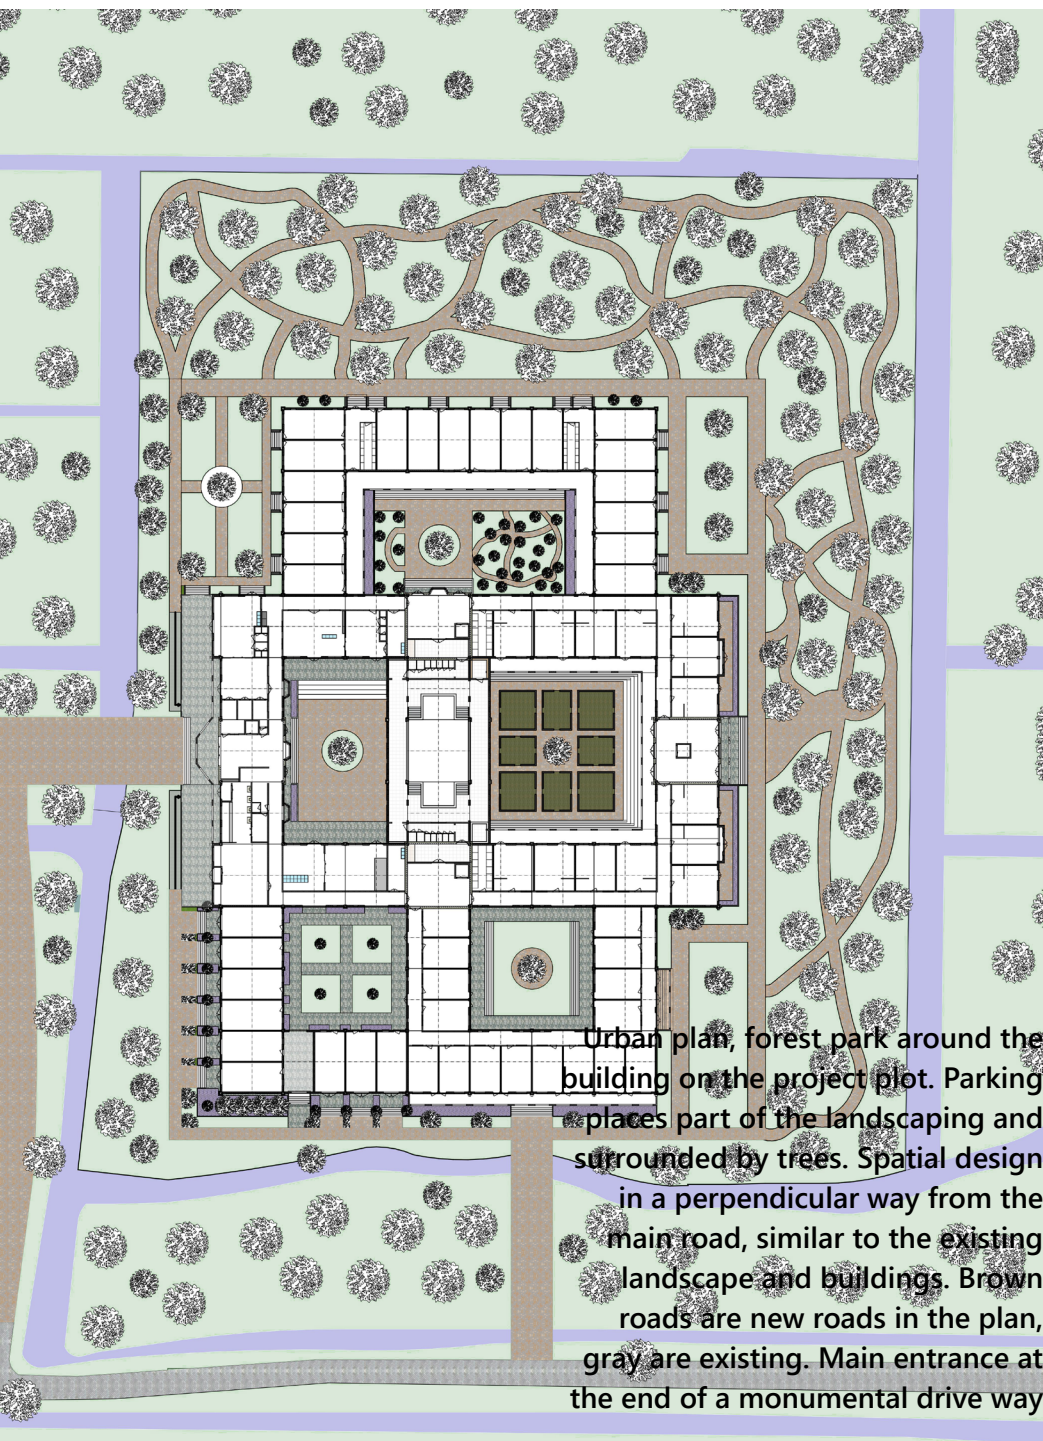 Urban plan, forest park around the
building on the project plot. Parking
places part of the landscaping and
surrounded by trees. Spatial design
in a perpendicular way from the
main road, similar to the existing
landscape and buildings. Brown
roads are new roads in the plan,
gray are existing. Main entrance at
the end of a monumental drive way